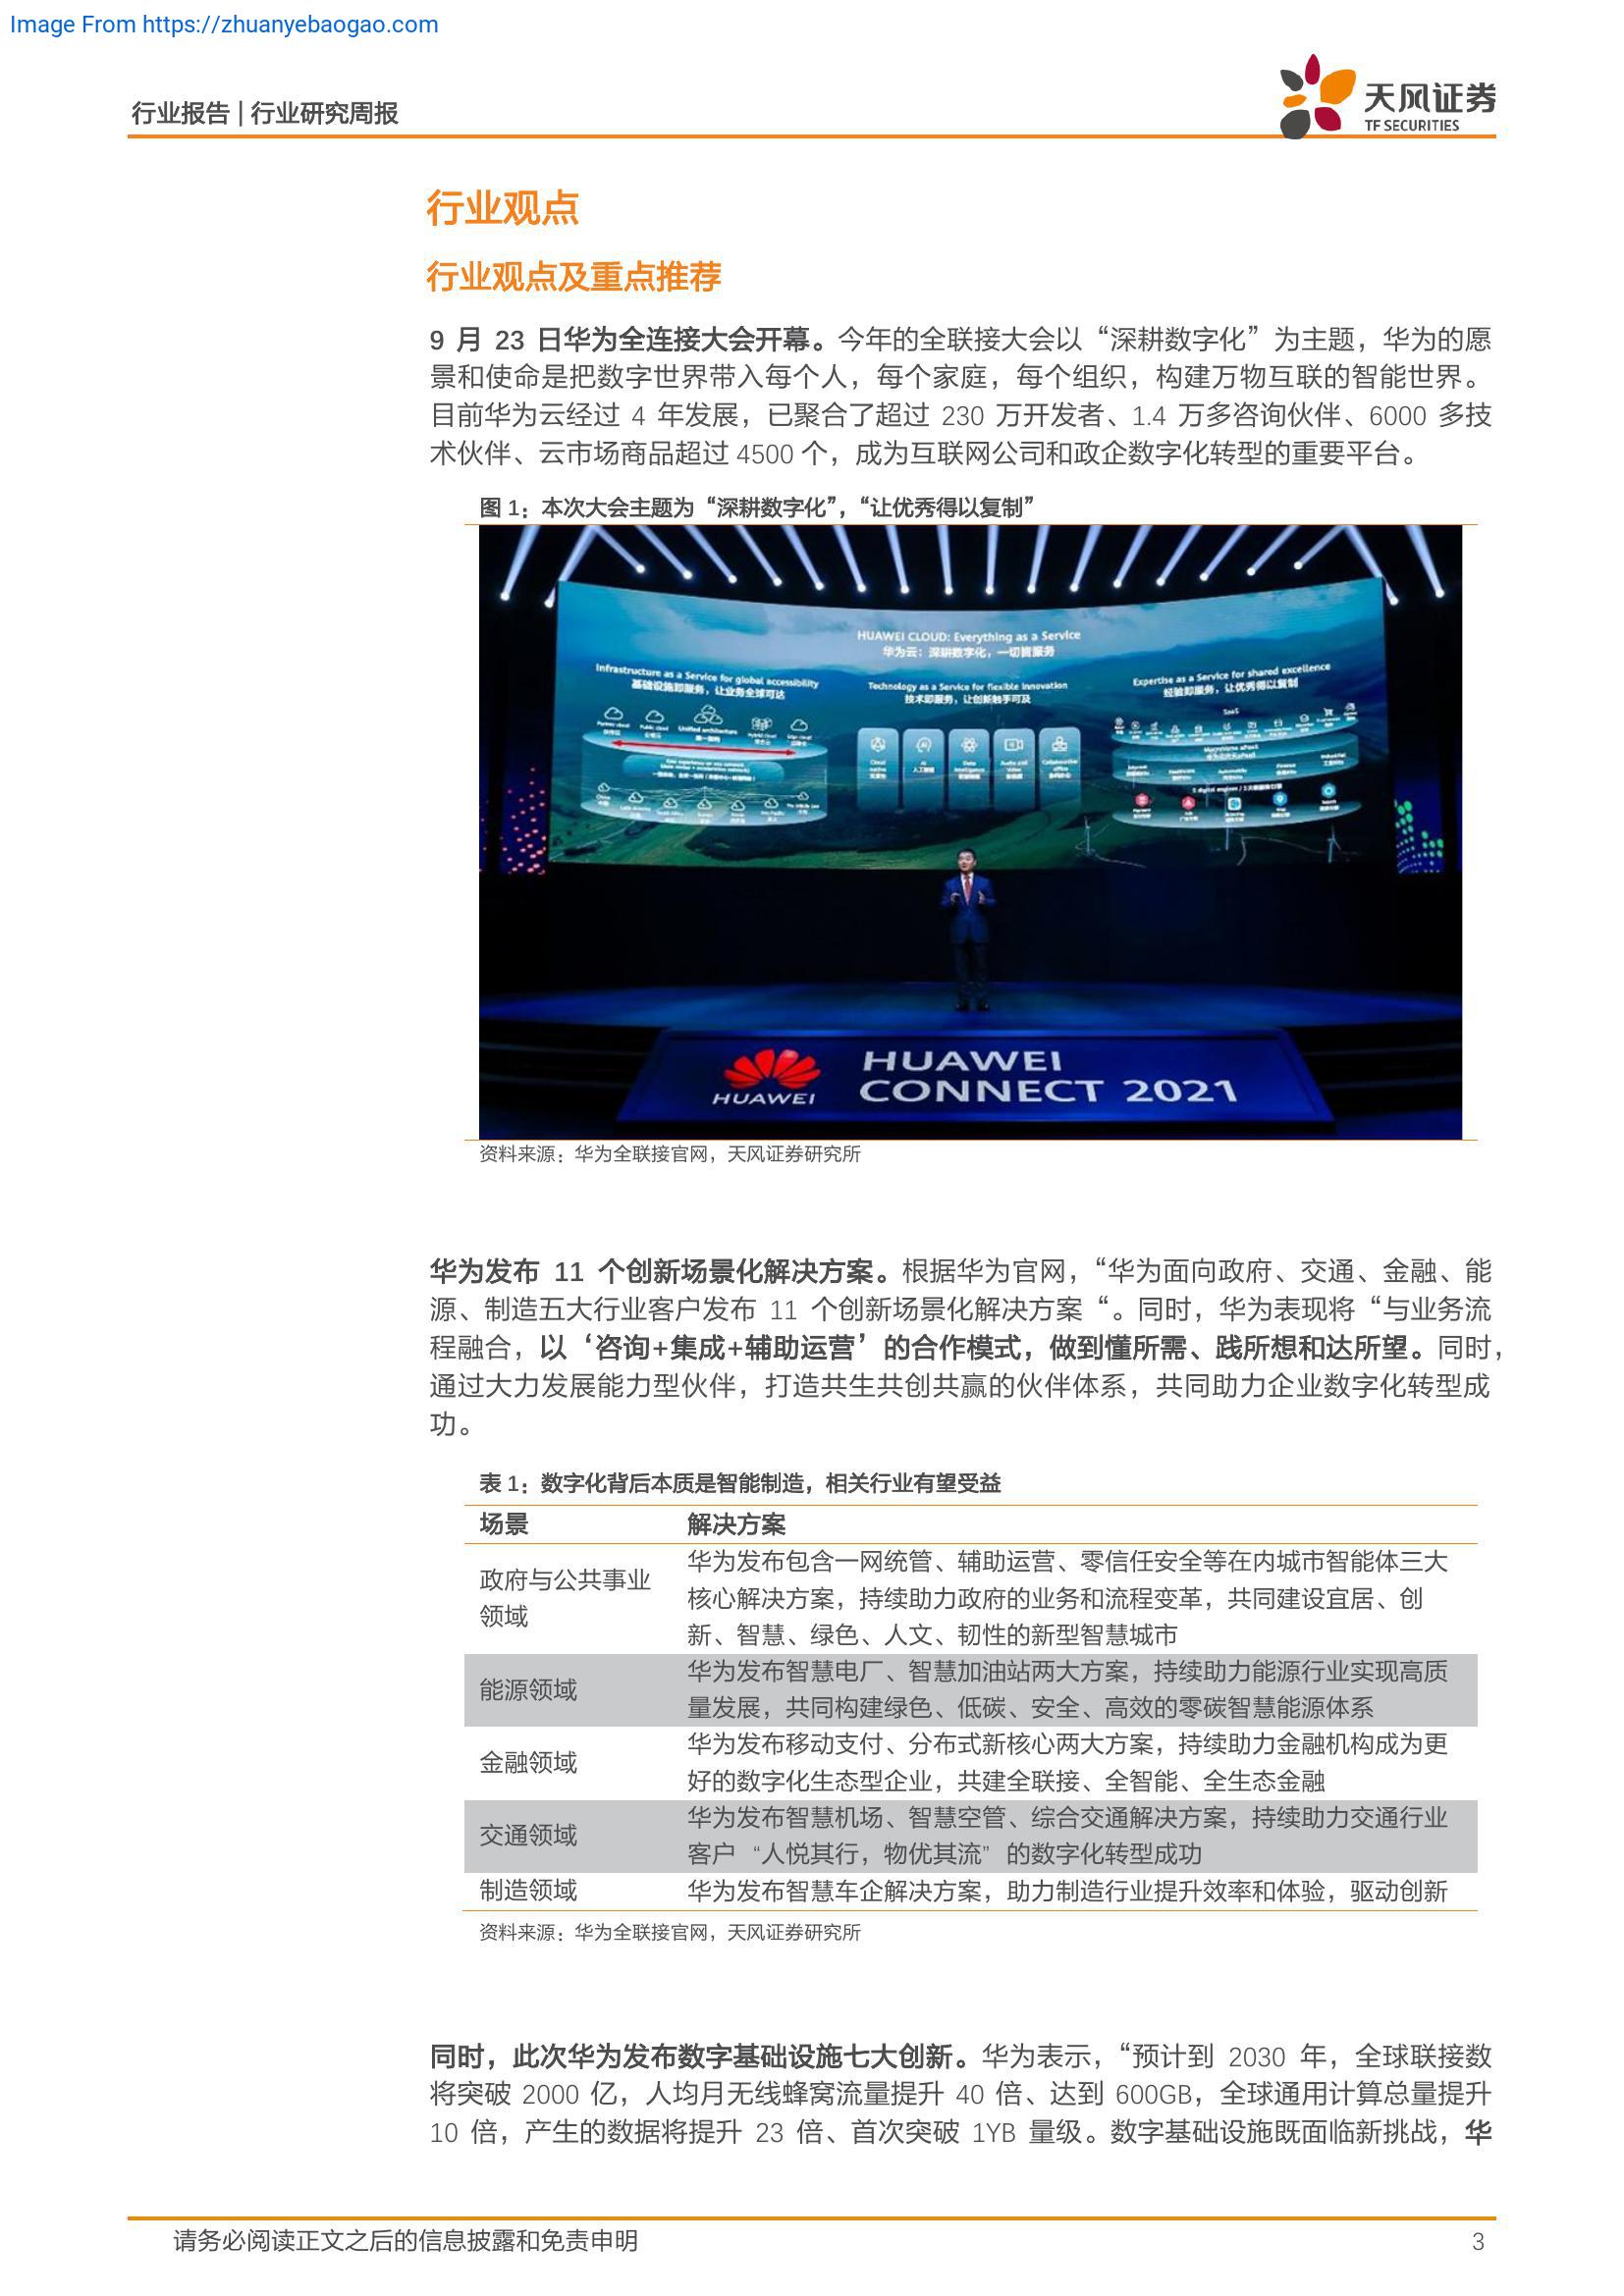 Image From https://zhuanyebaogao.com
行业报告 | 行业研究周报
天风证券
TF SECURITIES
行业观点
行业观点及重点推荐
9 月 23 日华为全连接大会开幕。今年的全联接大会以“深耕数字化”为主题，华为的愿
景和使命是把数字世界带入每个人，每个家庭，每个组织，构建万物互联的智能世界。
目前华为云经过 4 年发展，已聚合了超过 230 万开发者、1.4 万多咨询伙伴、6000 多技
术伙伴、云市场商品超过 4500 个，成为互联网公司和政企数字化转型的重要平台。
图 1：本次大会主题为“深耕数字化”，“让优秀得以复制”
HUAWEI CLOUD: Everything as a Service
华为云：深耕数字化，一切皆服务
Infrastructure as a Service for global accessibility
基础设施即服务，让业务全球可达
Technology as a Service for flexible innovation
技术即服务，让创新触手可及
Expertise as a Service for shared excellence
经验即服务，让优秀得以复制
SaaS
HUAWEI
HUAWEI
CONNECT 2021
资料来源：华为全联接官网，天风证券研究所
华为发布 11 个创新场景化解决方案。根据华为官网，“华为面向政府、交通、金融、能
源、制造五大行业客户发布 11 个创新场景化解决方案“。同时，华为表现将“与业务流
程融合，以‘咨询+集成+辅助运营’的合作模式，做到懂所需、践所想和达所望。同时，
通过大力发展能力型伙伴，打造共生共创共赢的伙伴体系，共同助力企业数字化转型成
功。
表 1：数字化背后本质是智能制造，相关行业有望受益
场景 解决方案
政府与公共事业领域 华为发布包含一网统管、辅助运营、零信任安全等在内城市智能体三大
核心解决方案，持续助力政府的业务和流程变革，共同建设宜居、创
新、智慧、绿色、人文、韧性的新型智慧城市
能源领域 华为发布智慧电厂、智慧加油站两大方案，持续助力能源行业实现高质
量发展，共同构建绿色、低碳、安全、高效的零碳智慧能源体系
金融领域 华为发布移动支付、分布式新核心两大方案，持续助力金融机构成为更
好的数字化生态型企业，共建全联接、全智能、全生态金融
交通领域 华为发布智慧机场、智慧空管、综合交通解决方案，持续助力交通行业
客户 “人悦其行，物优其流” 的数字化转型成功
制造领域 华为发布智慧车企解决方案，助力制造行业提升效率和体验，驱动创新
资料来源：华为全联接官网，天风证券研究所
同时，此次华为发布数字基础设施七大创新。华为表示，“预计到 2030 年，全球联接数
将突破 2000 亿，人均月无线蜂窝流量提升 40 倍、达到 600GB，全球通用计算总量提升
10 倍，产生的数据将提升 23 倍、首次突破 1YB 量级。数字基础设施既面临新挑战，华
请务必阅读正文之后的信息披露和免责申明
3